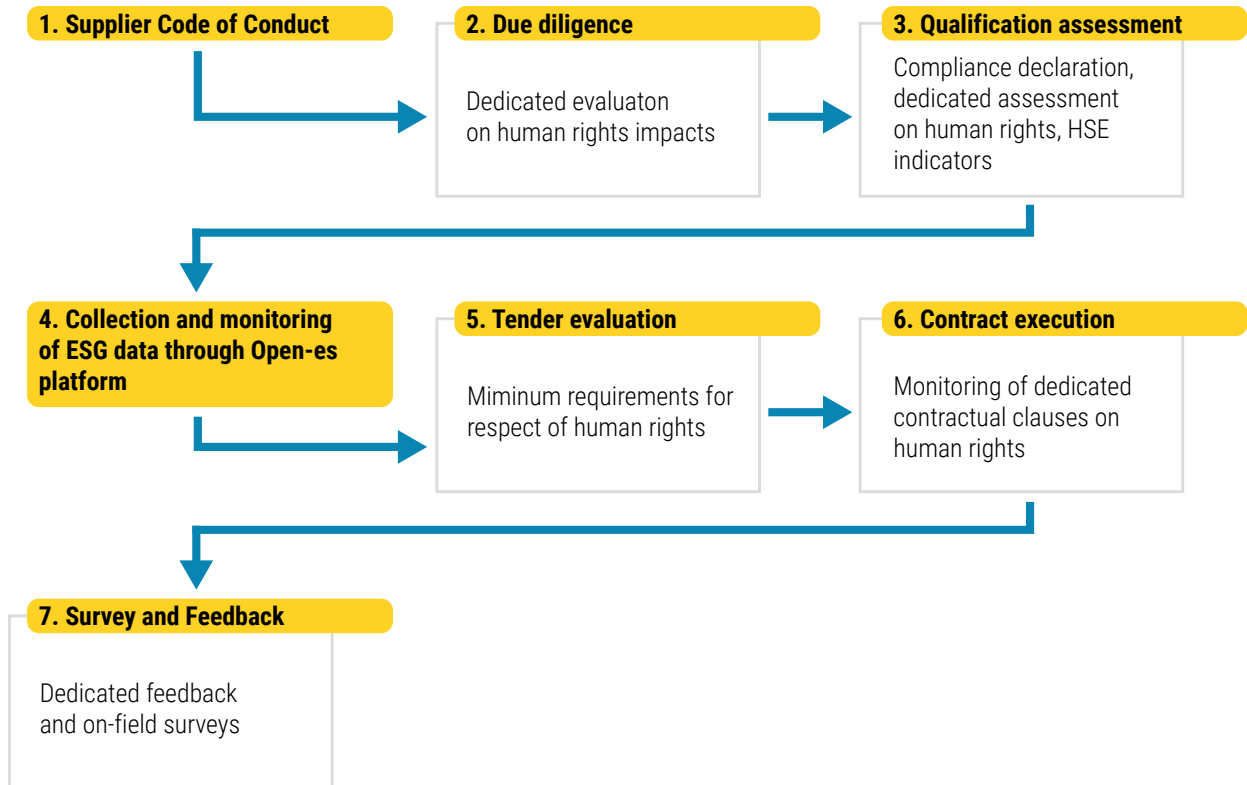 1. Supplier Code of Conduct
2. Due diligence
Dedicated evaluaton
on human rights impacts
3. Qualification assessment
Compliance declaration,
dedicated assessment
on human rights, HSE
indicators
4. Collection and monitoring
of ESG data through Open-es
platform
5. Tender evaluation
Miminum requirements for
respect of human rights
6. Contract execution
Monitoring of dedicated
contractual clauses on
human rights
7. Survey and Feedback
Dedicated feedback
and on-field surveys